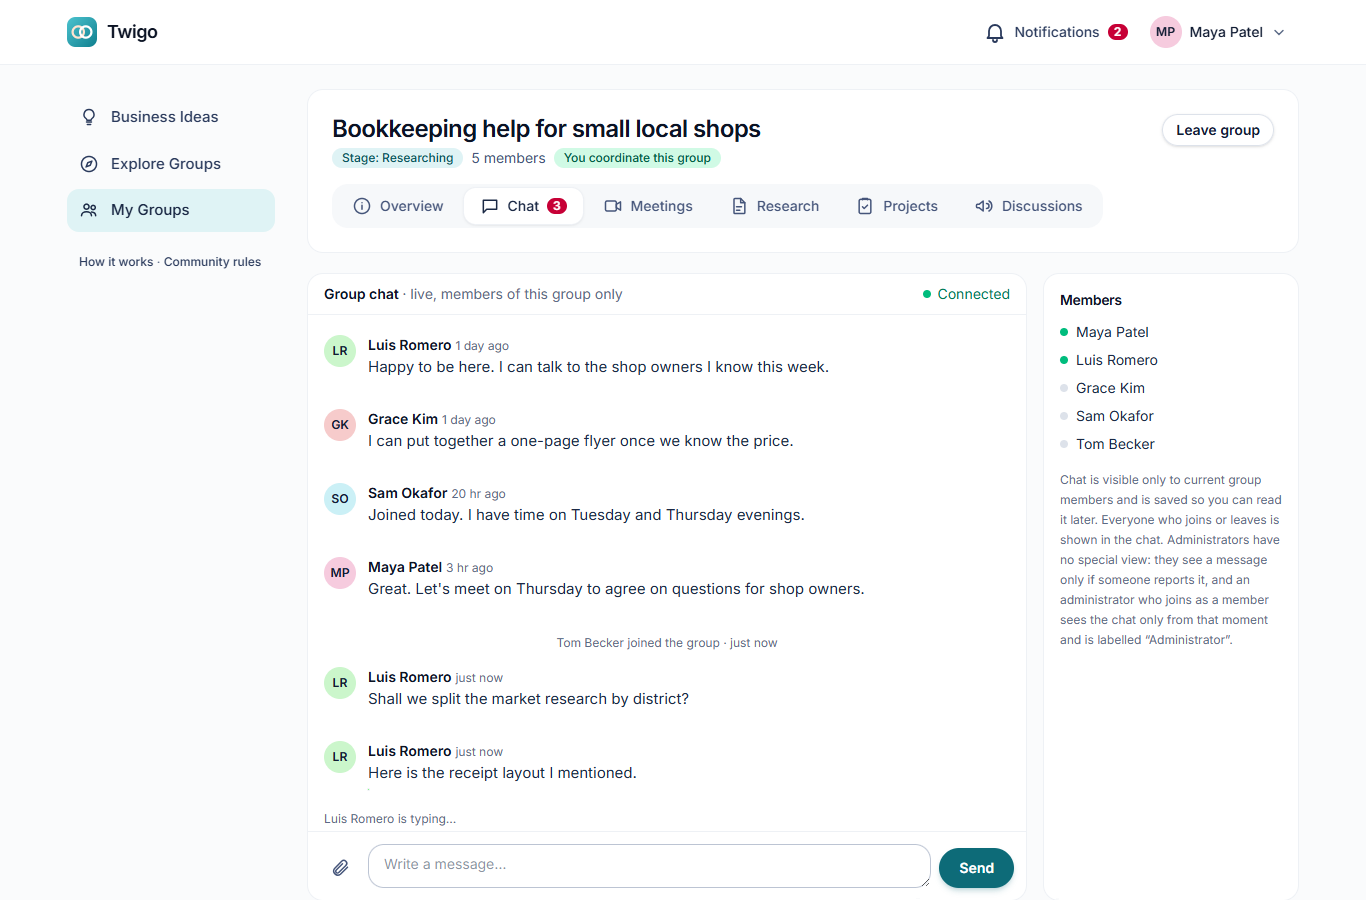 Twigo
Notifications 2
MP Maya Patel
Business Ideas
Explore Groups
My Groups
How it works · Community rules
Bookkeeping help for small local shops
Leave group
Stage: Researching 5 members You coordinate this group
Overview Chat 3 Meetings Research Projects Discussions
Group chat · live, members of this group only
Connected
LR Luis Romero 1 day ago
Happy to be here. I can talk to the shop owners I know this week.
GK Grace Kim 1 day ago
I can put together a one-page flyer once we know the price.
SO Sam Okafor 20 hr ago
Joined today. I have time on Tuesday and Thursday evenings.
MP Maya Patel 3 hr ago
Great. Let's meet on Thursday to agree on questions for shop owners.
Tom Becker joined the group · just now
LR Luis Romero just now
Shall we split the market research by district?
LR Luis Romero just now
Here is the receipt layout I mentioned.
Luis Romero is typing...
Write a message...
Send
Members
Maya Patel
Luis Romero
Grace Kim
Sam Okafor
Tom Becker
Chat is visible only to current group
members and is saved so you can read
it later. Everyone who joins or leaves is
shown in the chat. Administrators have
no special view: they see a message
only if someone reports it, and an
administrator who joins as a member
sees the chat only from that moment
and is labelled “Administrator”.